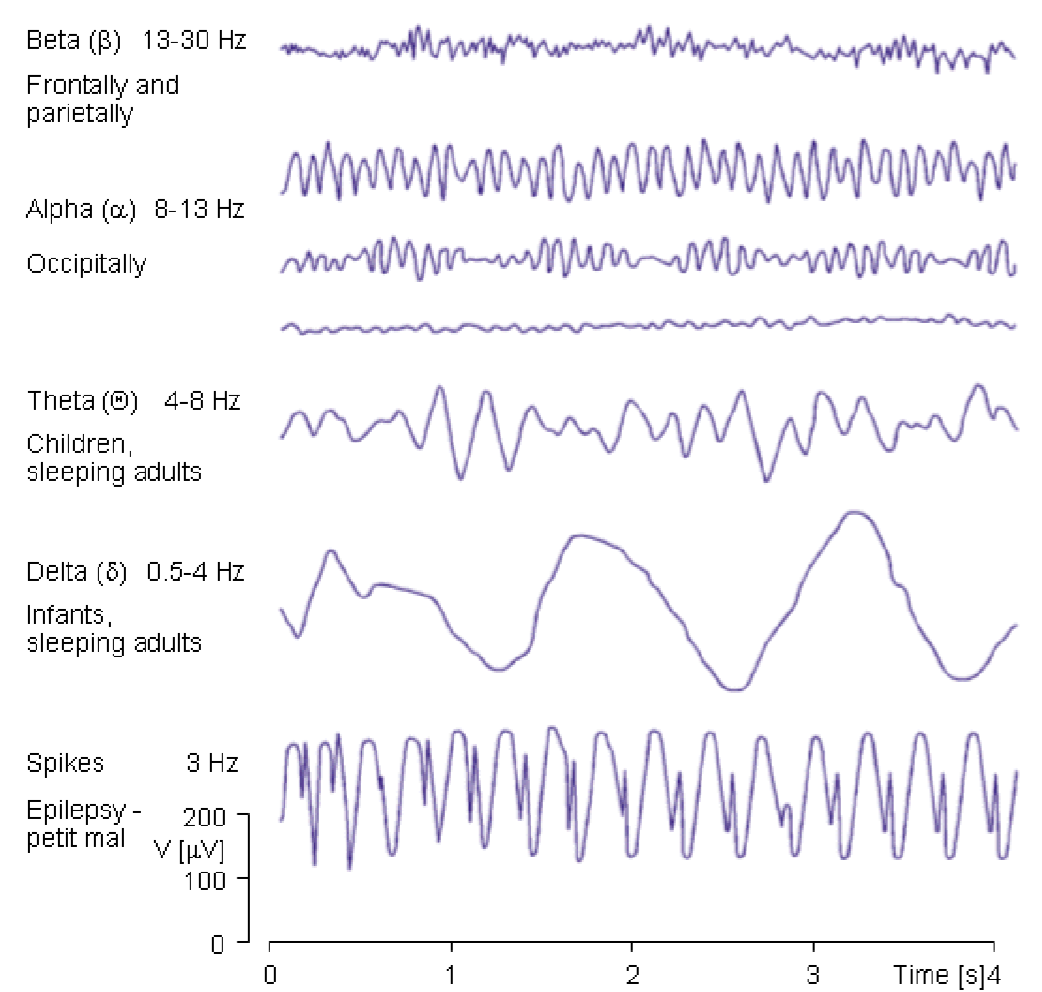 Beta (β) 13-30 Hz
Frontally and
parietally
Alpha (α) 8-13 Hz
Occipitally
Theta (Θ) 4-8 Hz
Children,
sleeping adults
Delta (δ) 0.5-4 Hz
Infants,
sleeping adults
Spikes 3 Hz
Epilepsy -
petit mal
200
V [µV]
100
0
0 1 2 3 Time [s]4